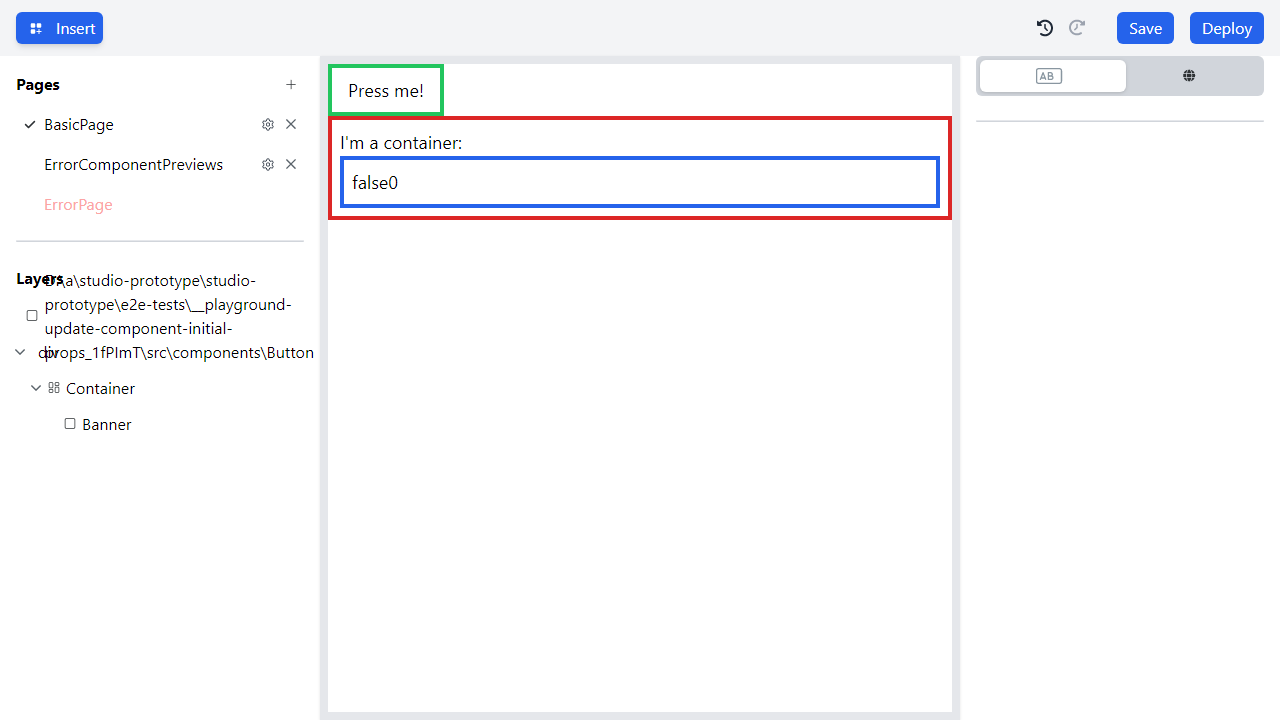 Insert
Save
Deploy
Pages
BasicPage
ErrorComponentPreviews
ErrorPage
Layers
D:\a\studio-prototype\studio-
prototype\e2e-tests\__playground-
update-component-initial-
props_1fPImT\src\components\Button
div
Container
Banner
Press me!
I'm a container:
false0
AB